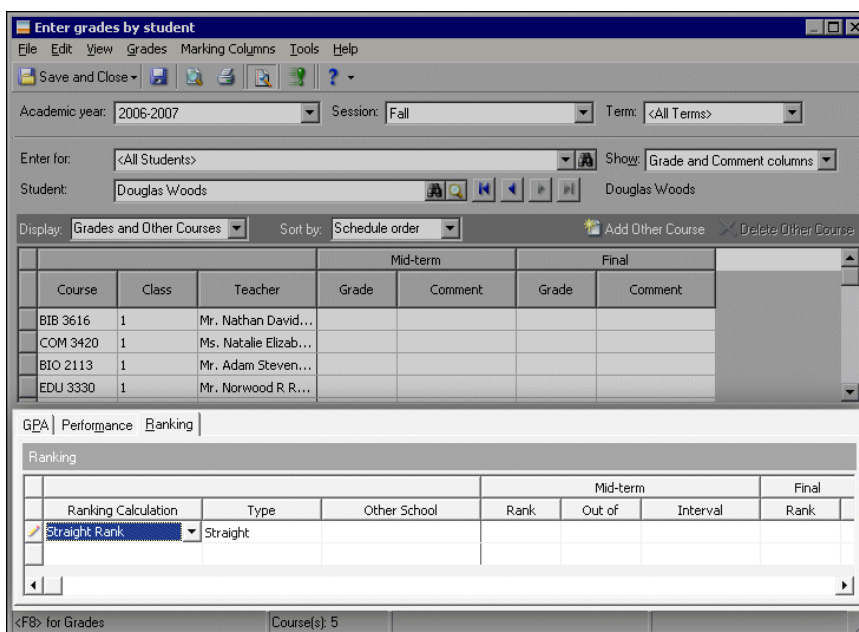 Enter grades by student
File Edit View Grades Marking Columns Tools Help
Save and Close
Academic year: 2006-2007 Session: Fall Term: <All Terms>
Enter for: <All Students> Show: Grade and Comment columns
Student: Douglas Woods Douglas Woods
Display: Grades and Other Courses Sort by: Schedule order Add Other Course Delete Other Course
Mid-term Final
Course Class Teacher Grade Comment Grade Comment
BIB 3616 1 Mr. Nathan David...
COM 3420 1 Ms. Natalie Elizab...
BIO 2113 1 Mr. Adam Steven...
EDU 3330 1 Mr. Norwood R R...
GPA Performance Ranking
Ranking
Mid-term Final
Ranking Calculation Type Other School Rank Out of Interval Rank
Straight Rank Straight
<F8> for Grades Course(s): 5